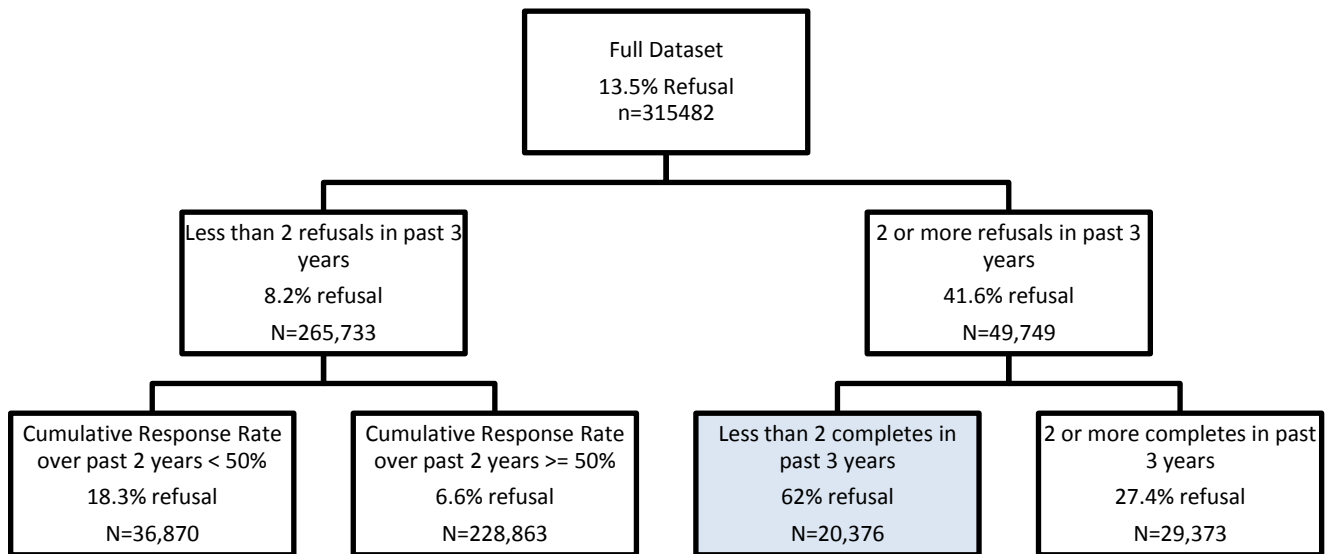 Full Dataset
13.5% Refusal
n=315482
Less than 2 refusals in past 3
years
8.2% refusal
N=265,733
2 or more refusals in past 3
years
41.6% refusal
N=49,749
Cumulative Response Rate
over past 2 years < 50%
18.3% refusal
N=36,870
Cumulative Response Rate
over past 2 years >= 50%
6.6% refusal
N=228,863
Less than 2 completes in
past 3 years
62% refusal
N=20,376
2 or more completes in past
3 years
27.4% refusal
N=29,373